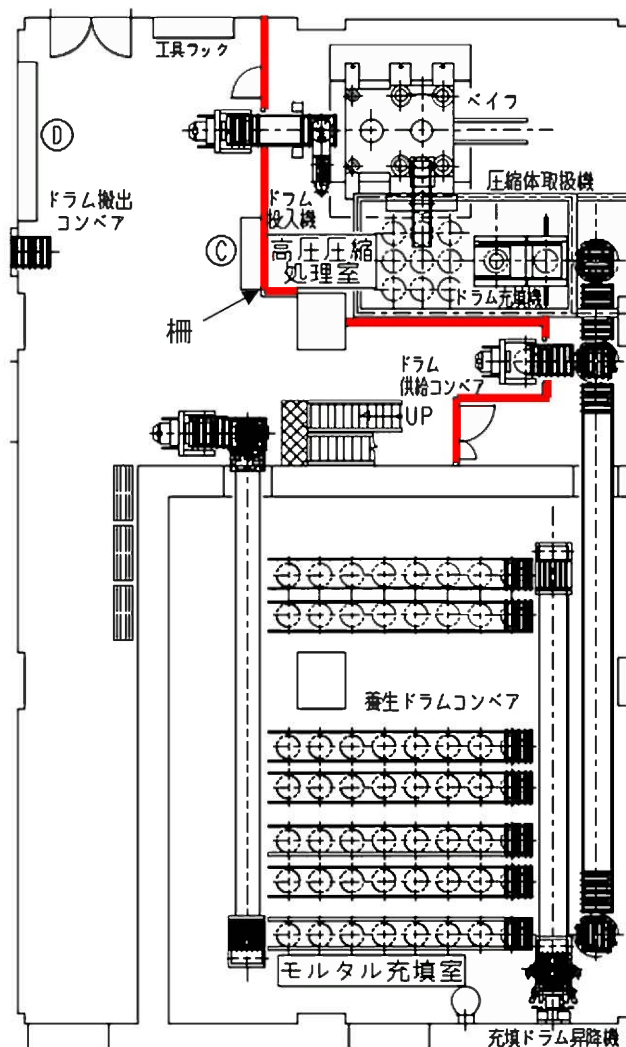 工具フック
ベイラ
D
ドラム搬出
コンベア
圧縮体取扱機
ドラム
投入機
C
高圧圧縮
処理室
ドラム充填機
柵
ドラム
供給コンベア
UP
養生ドラムコンベア
モルタル充填室
充填ドラム昇降機